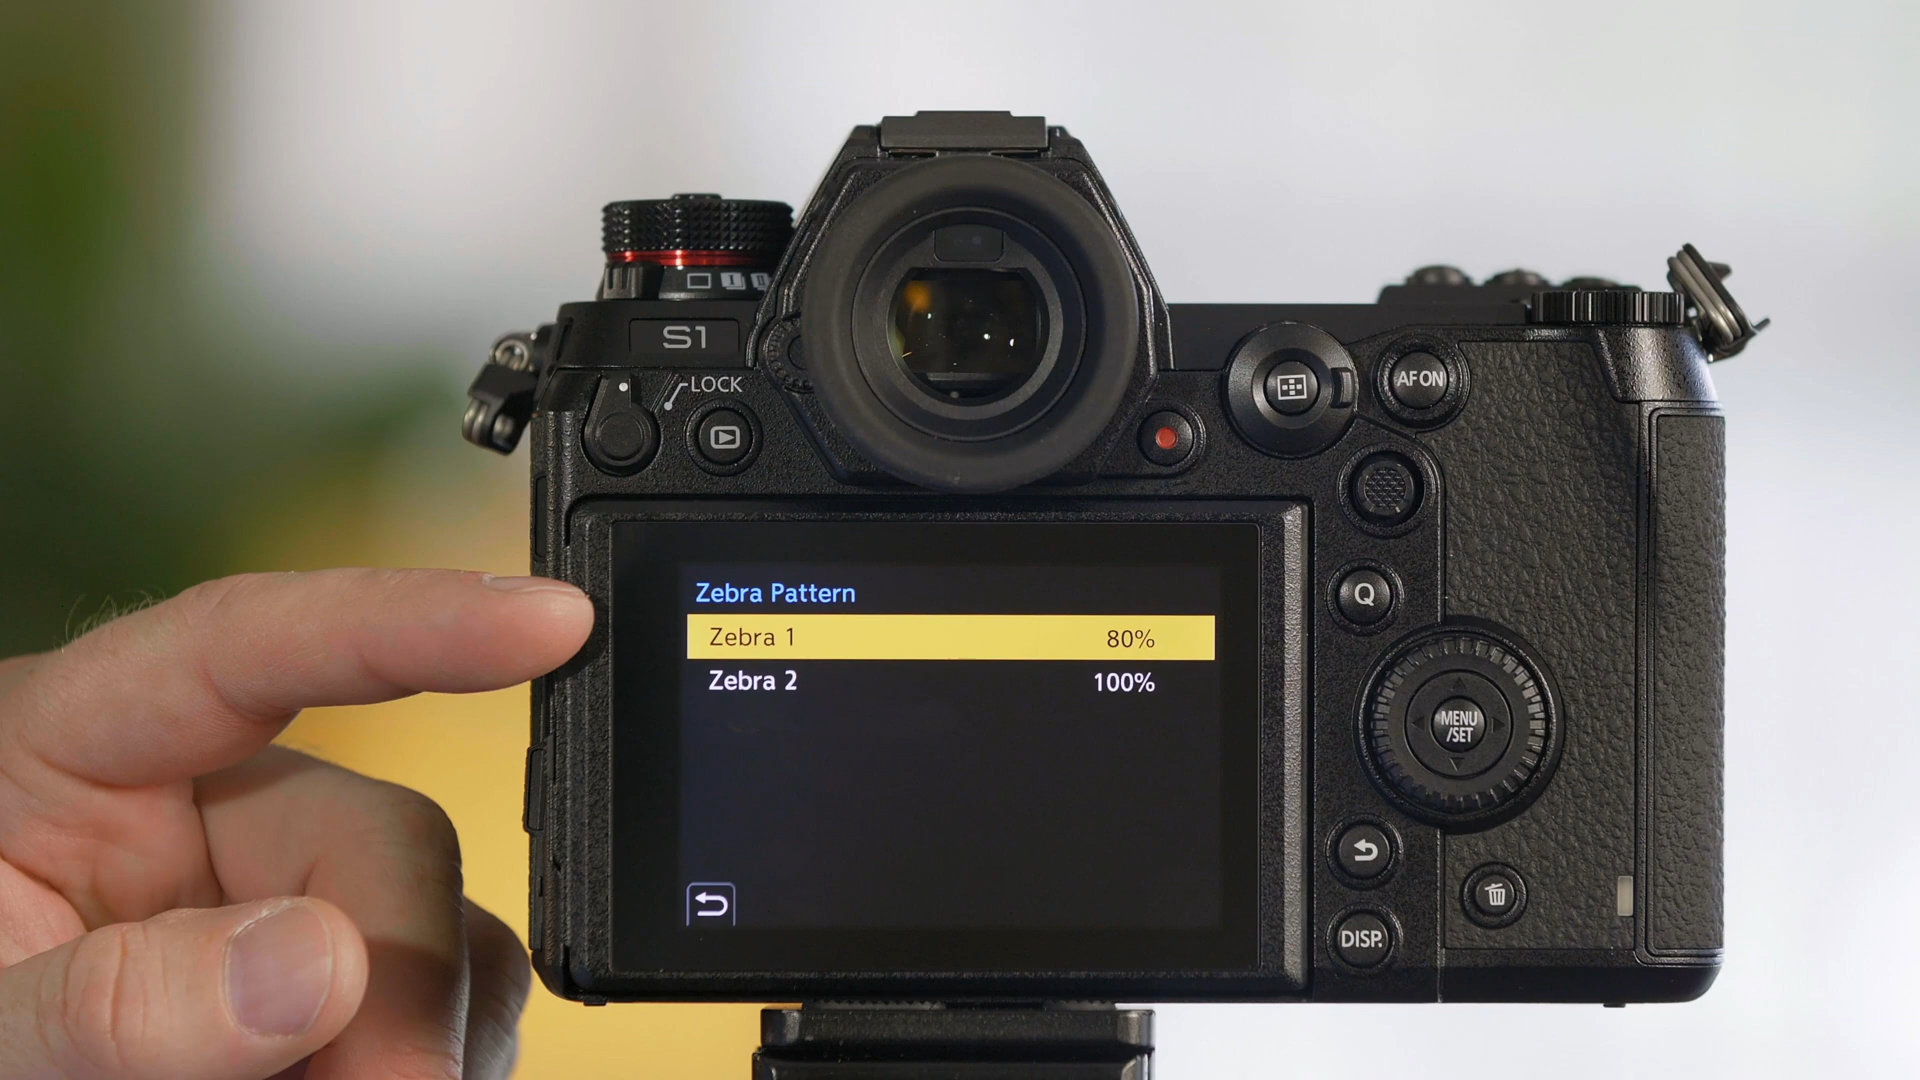 S1
LOCK
AF ON
Zebra Pattern
Zebra 1 80%
Zebra 2 100%
Q
MENU
/SET
DISP.